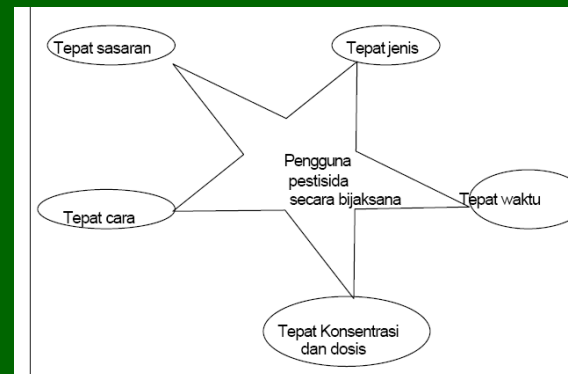 Tepat sasaran
Tepat jenis
Pengguna
pestisida
secara bijaksana
Tepat cara
Tepat waktu
Tepat Konsentrasi
dan dosis